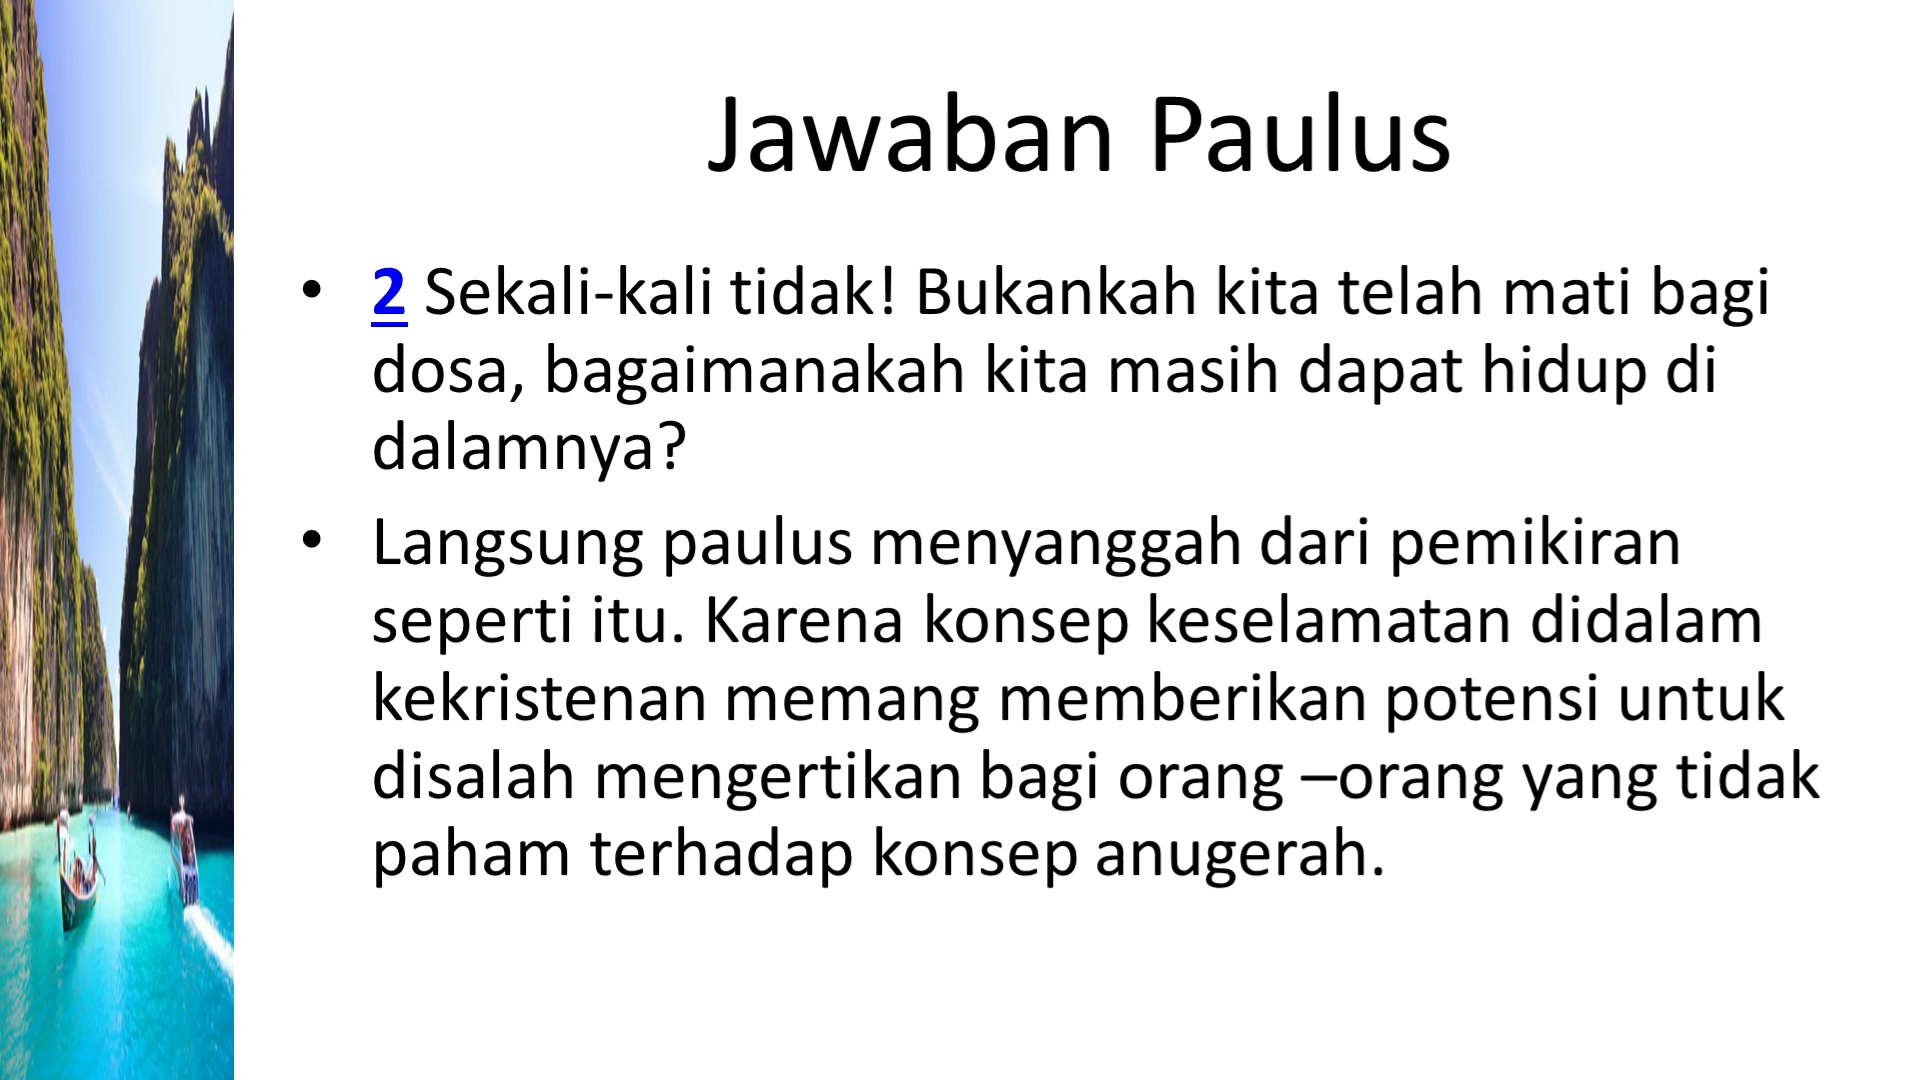 Jawaban Paulus
• 2 Sekali-kali tidak! Bukankah kita telah mati bagi
dosa, bagaimanakah kita masih dapat hidup di
dalamnya?
• Langsung paulus menyanggah dari pemikiran
seperti itu. Karena konsep keselamatan didalam
kekristenan memang memberikan potensi untuk
disalah mengertikan bagi orang –orang yang tidak
paham terhadap konsep anugerah.